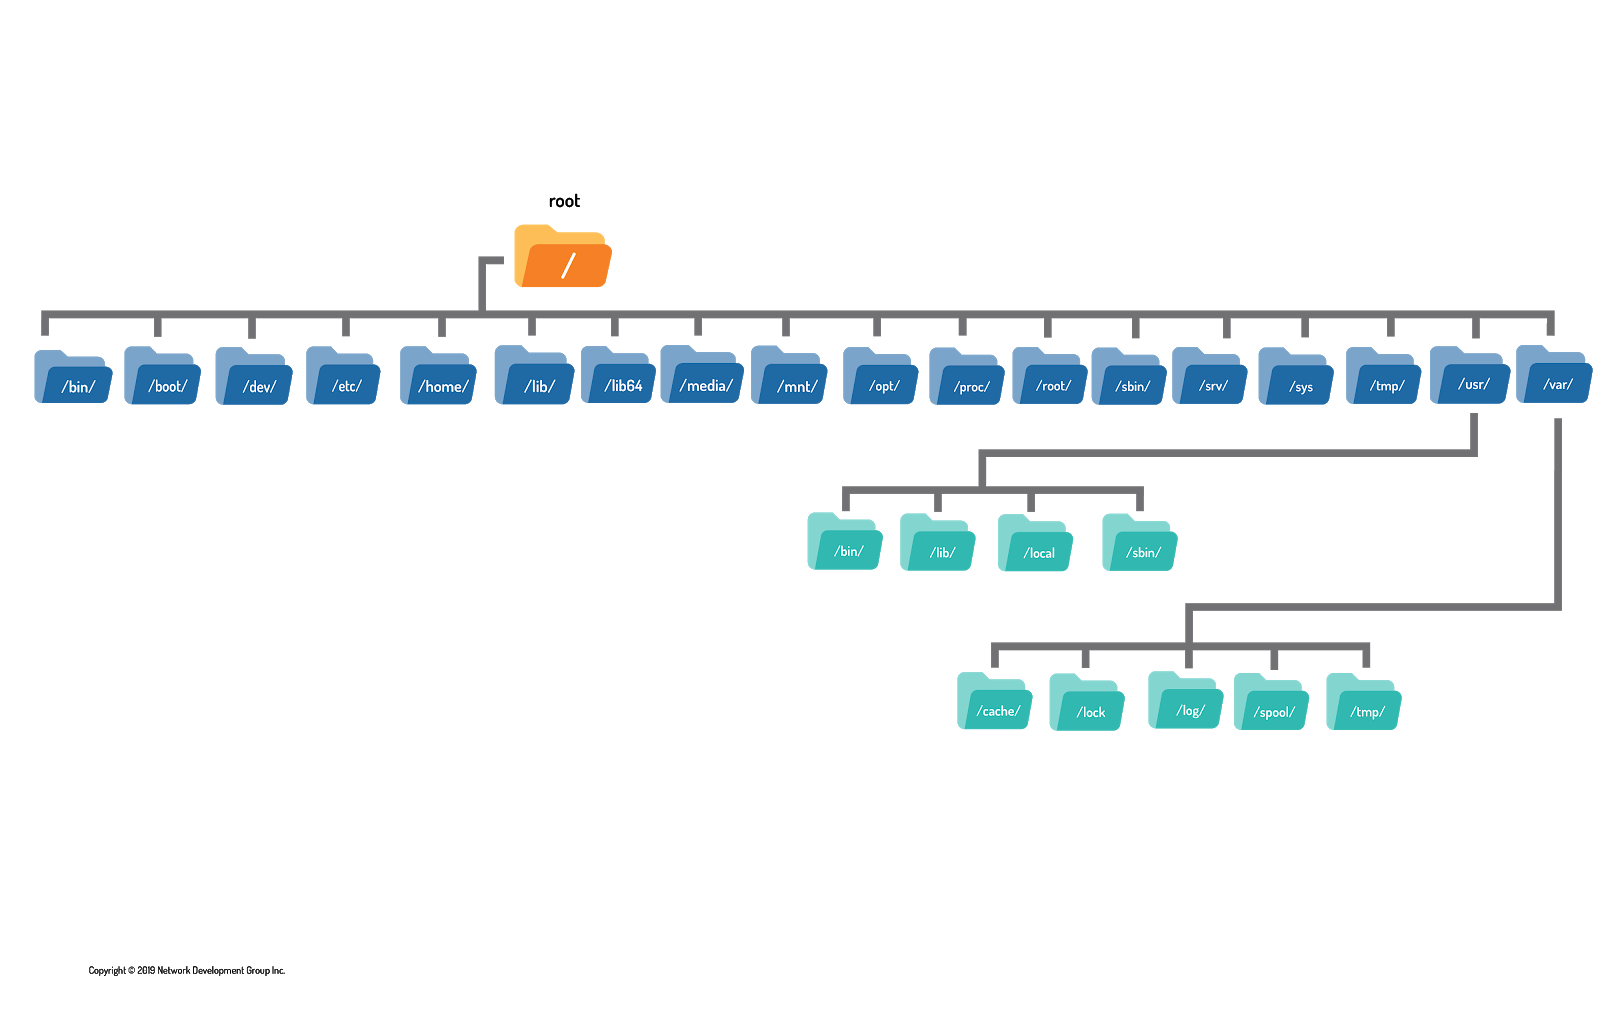 root
/
/bin/ /boot/ /dev/ /etc/ /home/ /lib/ /lib64 /media/ /mnt/ /opt/ /proc/ /root/ /sbin/ /srv/ /sys /tmp/ /usr/ /var/
/bin/ /lib/ /local /sbin/
/cache/ /lock /log/ /spool/ /tmp/
Copyright © 2019 Network Development Group Inc.